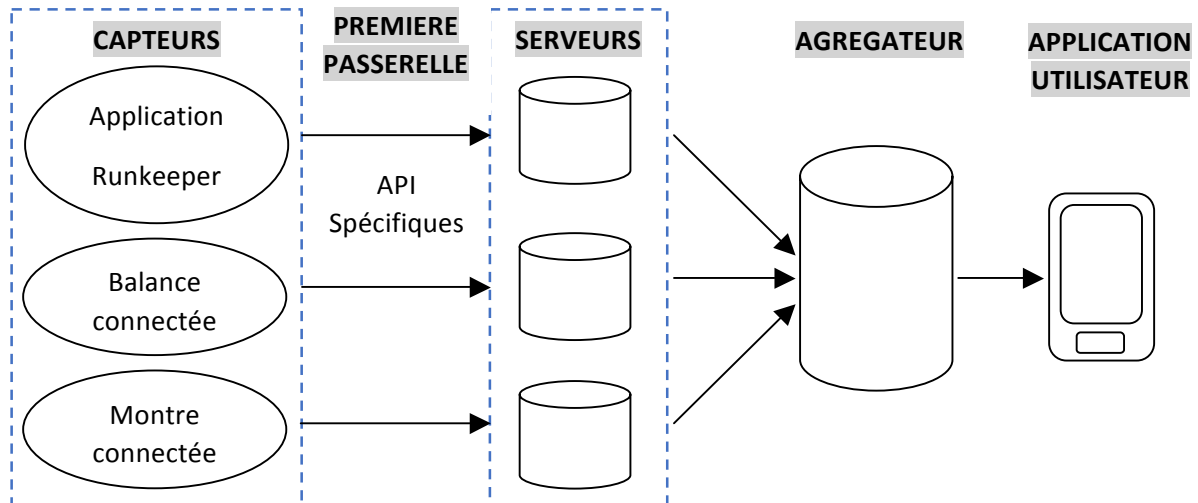 CAPTEURS
PREMIERE
PASSERELLE
SERVEURS
AGREGATEUR
APPLICATION
UTILISATEUR
Application
Runkeeper
API
Spécifiques
Balance
connectée
Montre
connectée